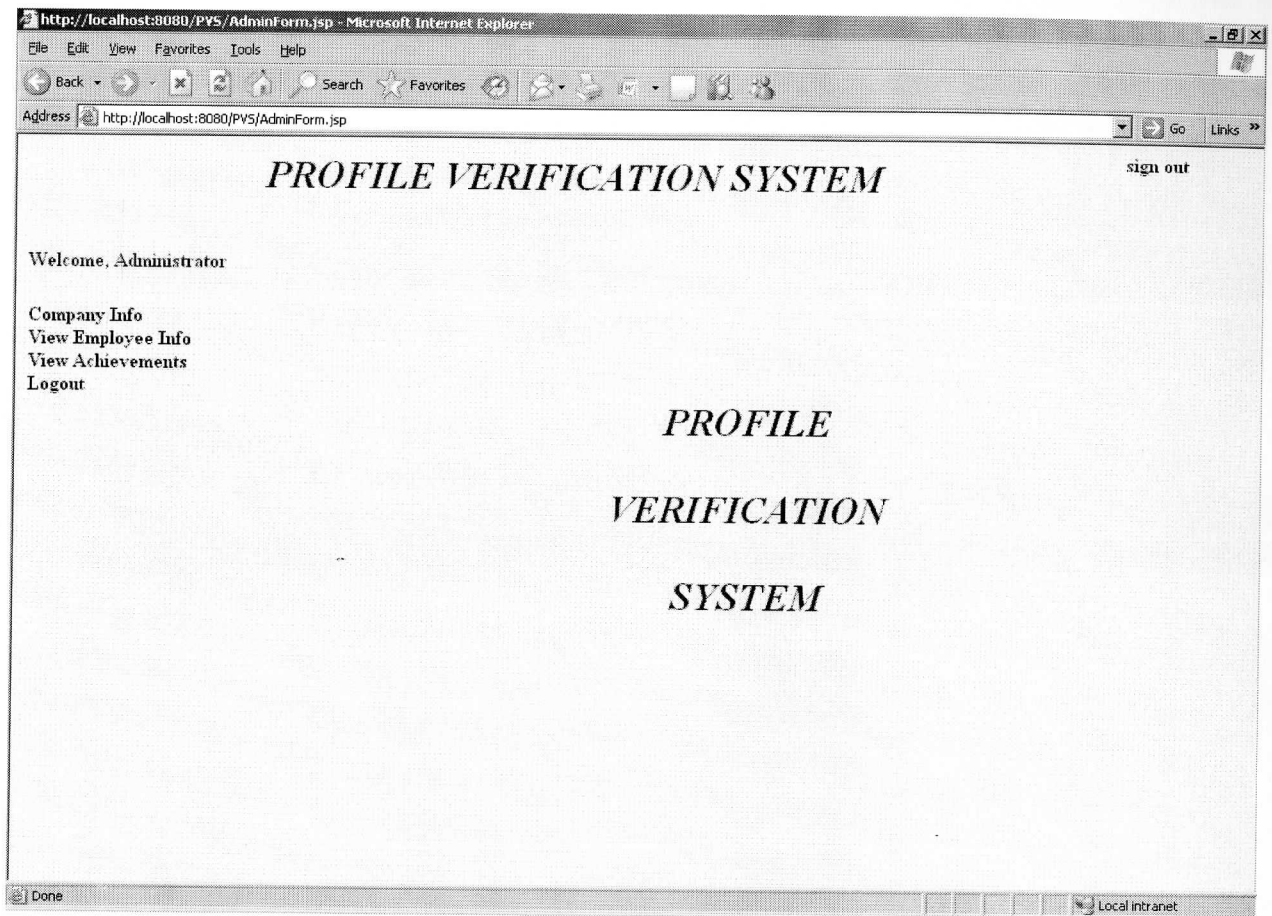 http://localhost:8080/PVS/AdminForm.jsp - Microsoft Internet Explorer
File Edit View Favorites Tools Help
Back Search Favorites
Address http://localhost:8080/PVS/AdminForm.jsp Go Links »
PROFILE VERIFICATION SYSTEM sign out
Welcome, Administrator
Company Info
View Employee Info
View Achievements
Logout
PROFILE
VERIFICATION
SYSTEM
Done Local intranet